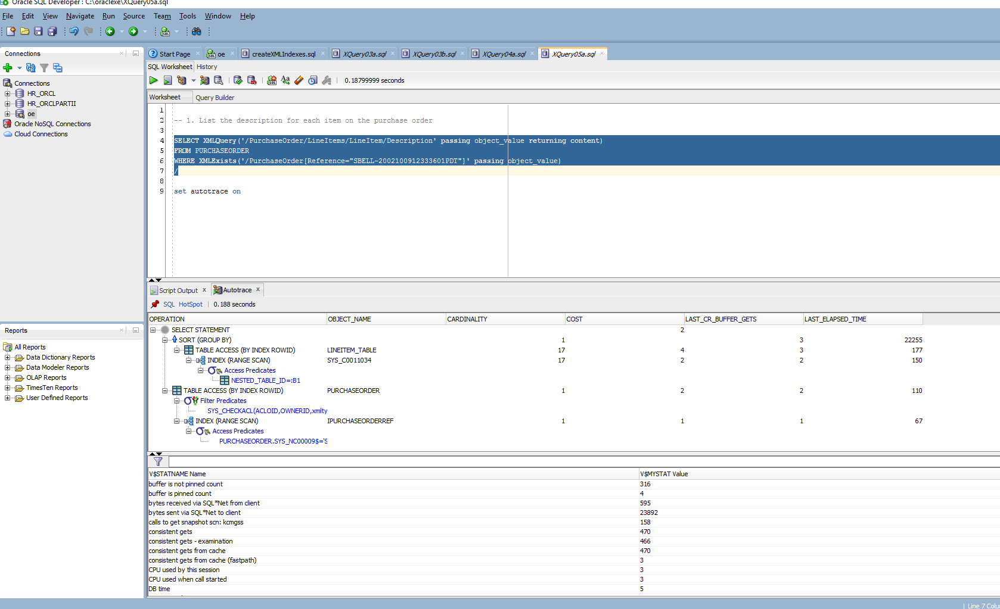 Oracle SQL Developer : C:\oraclexe\XQuery05a.sql
File Edit View Navigate Run Source Team Tools Window Help
Connections
Connections
HR_ORCL
HR_ORCLPARTII
oe
Oracle NoSQL Connections
Cloud Connections
Reports
All Reports
Data Dictionary Reports
Data Modeler Reports
OLAP Reports
TimesTen Reports
User Defined Reports
Start Page oe createXMLIndexes.sql XQuery03a.sql XQuery03b.sql XQuery04a.sql XQuery05a.sql
SQL Worksheet History
0.18799999 seconds
Worksheet Query Builder
1
2 -- 1. List the description for each item on the purchase order
3
4 SELECT XMLQuery('/PurchaseOrder/LineItems/LineItem/Description' passing object_value returning content)
5 FROM PURCHASEORDER
6 WHERE XMLExists('/PurchaseOrder[Reference="SBELL-2002100912333601PDT"]' passing object_value)
7 /
8
9 set autotrace on
Script Output x Autotrace x
SQL HotSpot | 0.188 seconds
OPERATION OBJECT_NAME CARDINALITY COST LAST_CR_BUFFER_GETS LAST_ELAPSED_TIME
SELECT STATEMENT 2
SORT (GROUP BY) 1 3 22255
TABLE ACCESS (BY INDEX ROWID) LINEITEM_TABLE 17 4 3 177
INDEX (RANGE SCAN) SYS_C0011034 17 2 2 150
Access Predicates
NESTED_TABLE_ID=:B1
TABLE ACCESS (BY INDEX ROWID) PURCHASEORDER 1 2 2 110
Filter Predicates
SYS_CHECKACL(ACLOID,OWNERID,xmlty
INDEX (RANGE SCAN) IPURCHASEORDERREF 1 1 1 67
Access Predicates
PURCHASEORDER.SYS_NC00009$='S
V$STATNAME Name V$MYSTAT Value
buffer is not pinned count 316
buffer is pinned count 4
bytes received via SQL*Net from client 595
bytes sent via SQL*Net to client 23892
calls to get snapshot scn: kcmgss 158
consistent gets 470
consistent gets - examination 466
consistent gets from cache 470
consistent gets from cache (fastpath) 3
CPU used by this session 3
CPU used when call started 3
DB time 5
| Line 7 Colu